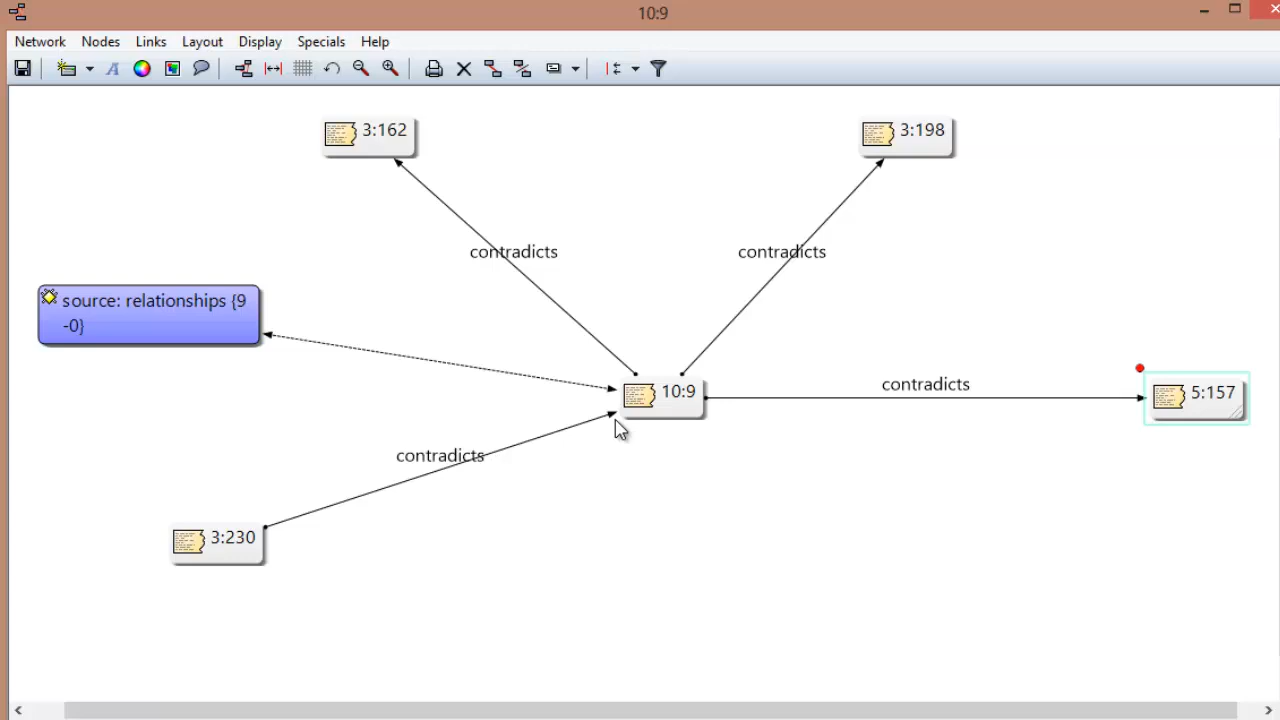 10:9
Network Nodes Links Layout Display Specials Help
3:162
3:198
contradicts
contradicts
source: relationships {9
-0}
10:9
contradicts
5:157
contradicts
3:230